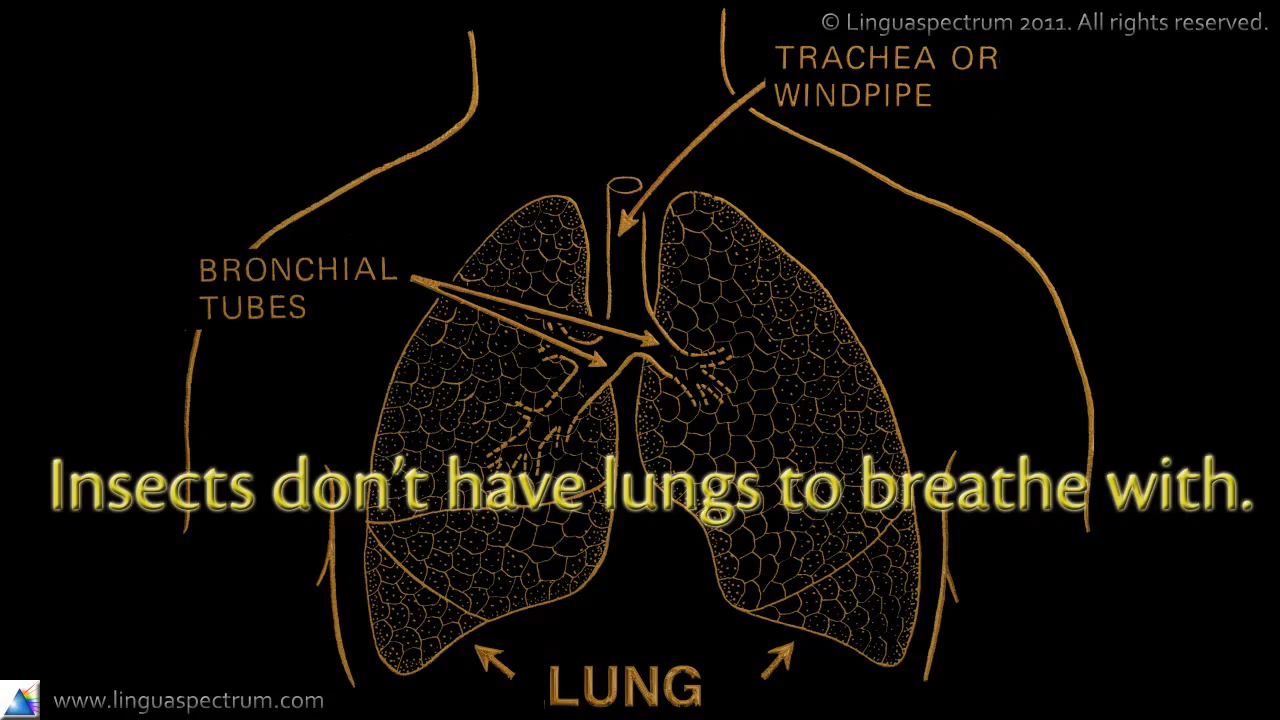 © Linguaspectrum 2011. All rights reserved.
TRACHEA OR
WINDPIPE
BRONCHIAL
TUBES
Insects don't have lungs to breathe with.
LUNG
www.linguaspectrum.com